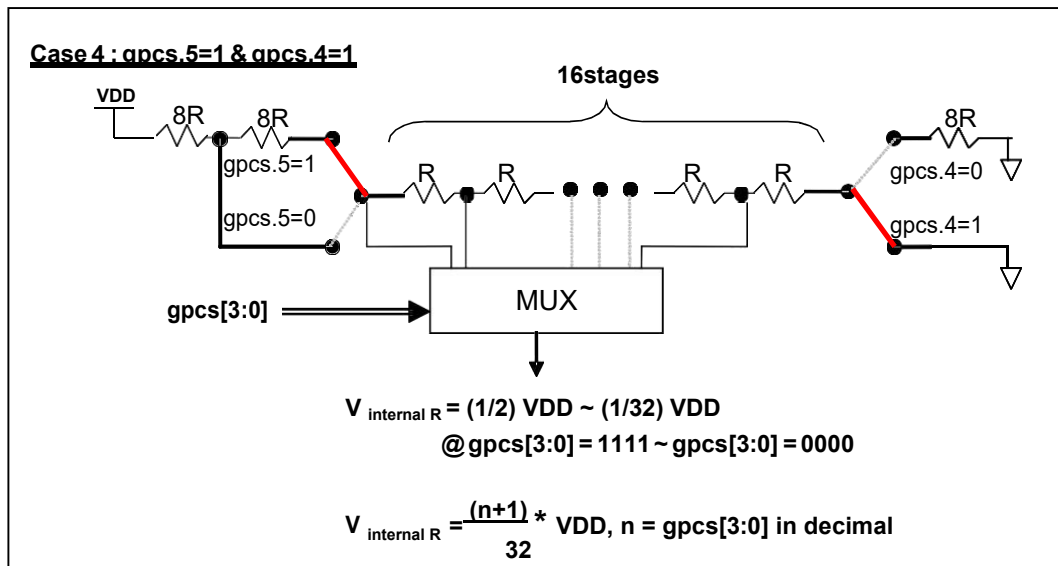 Case 4 : gpcs.5=1 & gpcs.4=1
16stages
VDD
8R
8R
8R
gpcs.5=1
gpcs.4=0
R
R
R
R
gpcs.5=0
gpcs.4=1
MUX
gpcs[3:0]
V internal R = (1/2) VDD ~ (1/32) VDD
@ gpcs[3:0] = 1111 ~ gpcs[3:0] = 0000
V internal R = (n+1) / 32 * VDD, n = gpcs[3:0] in decimal